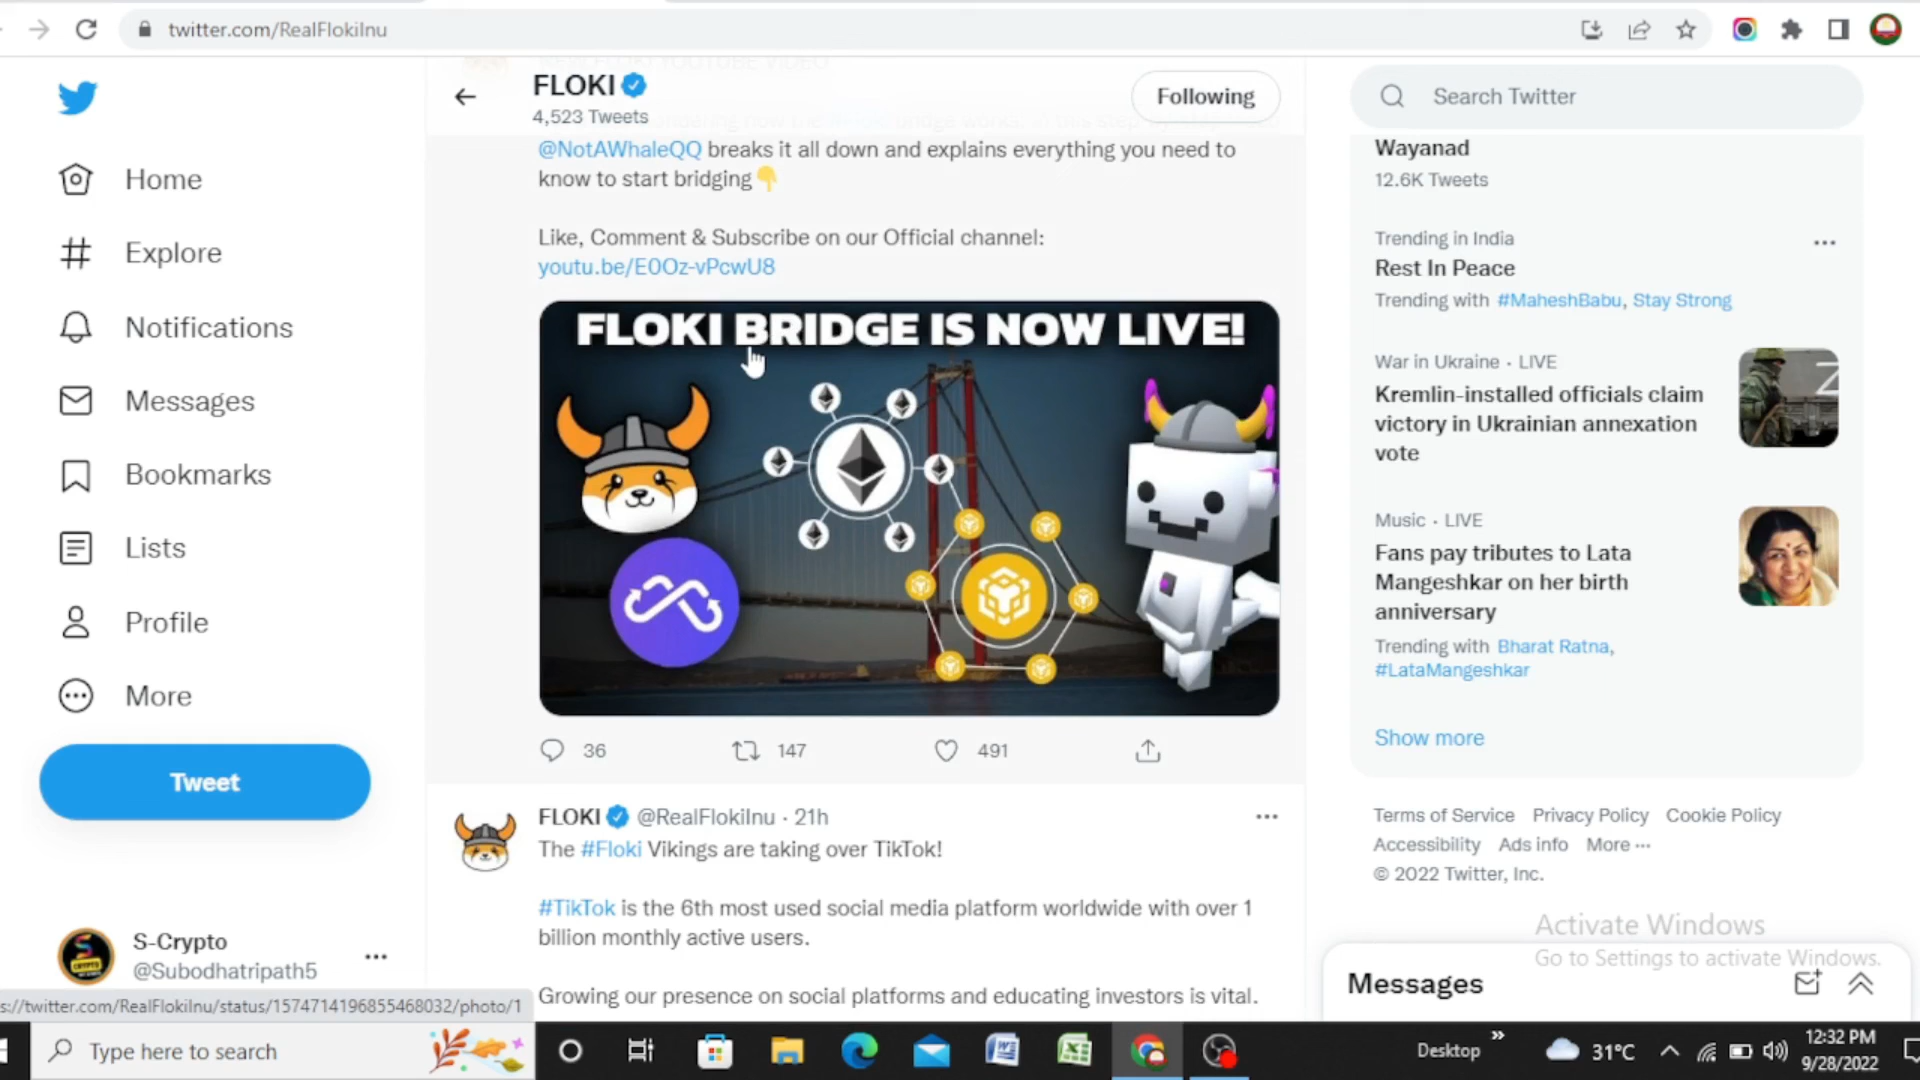 twitter.com/RealFlokiInu
FLOKI
4,523 Tweets
Following
Search Twitter
Home
Explore
Notifications
Messages
Bookmarks
Lists
Profile
More
Tweet
S-Crypto
@Subodhatripath5
NEW FLOKI YOUTUBE VIDEO
@NotAWhaleQQ breaks it all down and explains everything you need to
know to start bridging👇
Like, Comment & Subscribe on our Official channel:
youtu.be/E0Oz-vPcwU8
FLOKI BRIDGE IS NOW LIVE!
36
147
491
FLOKI @RealFlokiInu · 21h
The #Floki Vikings are taking over TikTok!
#TikTok is the 6th most used social media platform worldwide with over 1
billion monthly active users.
Growing our presence on social platforms and educating investors is vital.
Wayanad
12.6K Tweets
Trending in India
Rest In Peace
Trending with #MaheshBabu, Stay Strong
War in Ukraine · LIVE
Kremlin-installed officials claim
victory in Ukrainian annexation
vote
Music · LIVE
Fans pay tributes to Lata
Mangeshkar on her birth
anniversary
Trending with Bharat Ratna,
#LataMangeshkar
Show more
Terms of Service Privacy Policy Cookie Policy
Accessibility Ads info More ···
© 2022 Twitter, Inc.
Activate Windows
Go to Settings to activate Windows.
Messages
s://twitter.com/RealFlokiInu/status/1574714196855468032/photo/1
Type here to search
Desktop
31°C
12:32 PM
9/28/2022